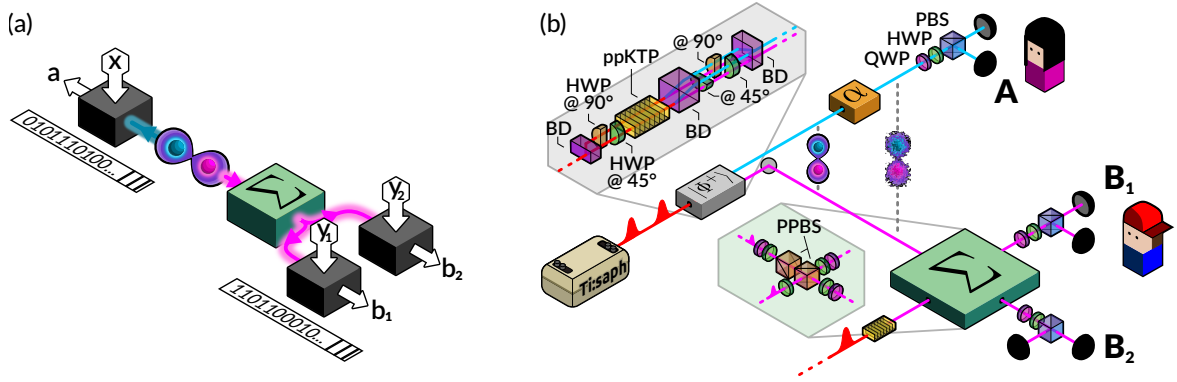 (a)
x
a
0101110100...
Σ
y₂
y₁
b₂
b₁
1101100010...
(b)
PBS
HWP
QWP
@ 90°
ppKTP
HWP
@ 90°
BD
@ 45°
BD
BD
HWP
@ 45°
A
|Φ⁺⟩
B₁
PPBS
Σ
Ti:saph
B₂